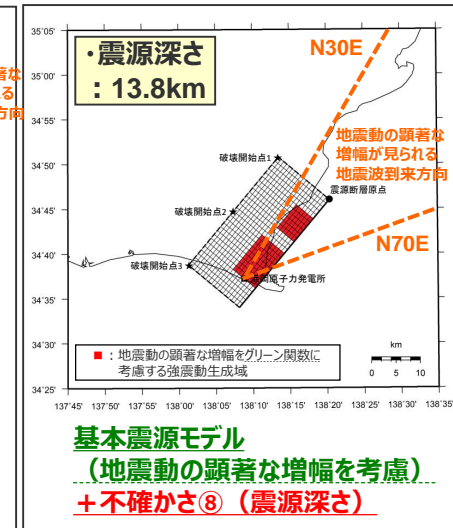 著な
る
方向
・震源深さ
：13.8km
N30E
地震動の顕著な
増幅が見られる
地震波到来方向
N70E
35°05'
35°00'
34°55'
34°50'
34°45'
34°40'
34°35'
34°30'
34°25'
破壊開始点1
破壊開始点2
破壊開始点3
震源断層原点
浜岡原子力発電所
■：地震動の顕著な増幅をグリーン関数に
考慮する強震動生成域
km
0 5 10
137°45' 137°50' 137°55' 138°00' 138°05' 138°10' 138°15' 138°20' 138°25' 138°30' 138°35'
基本震源モデル
（地震動の顕著な増幅を考慮）
＋不確かさ⑧（震源深さ）